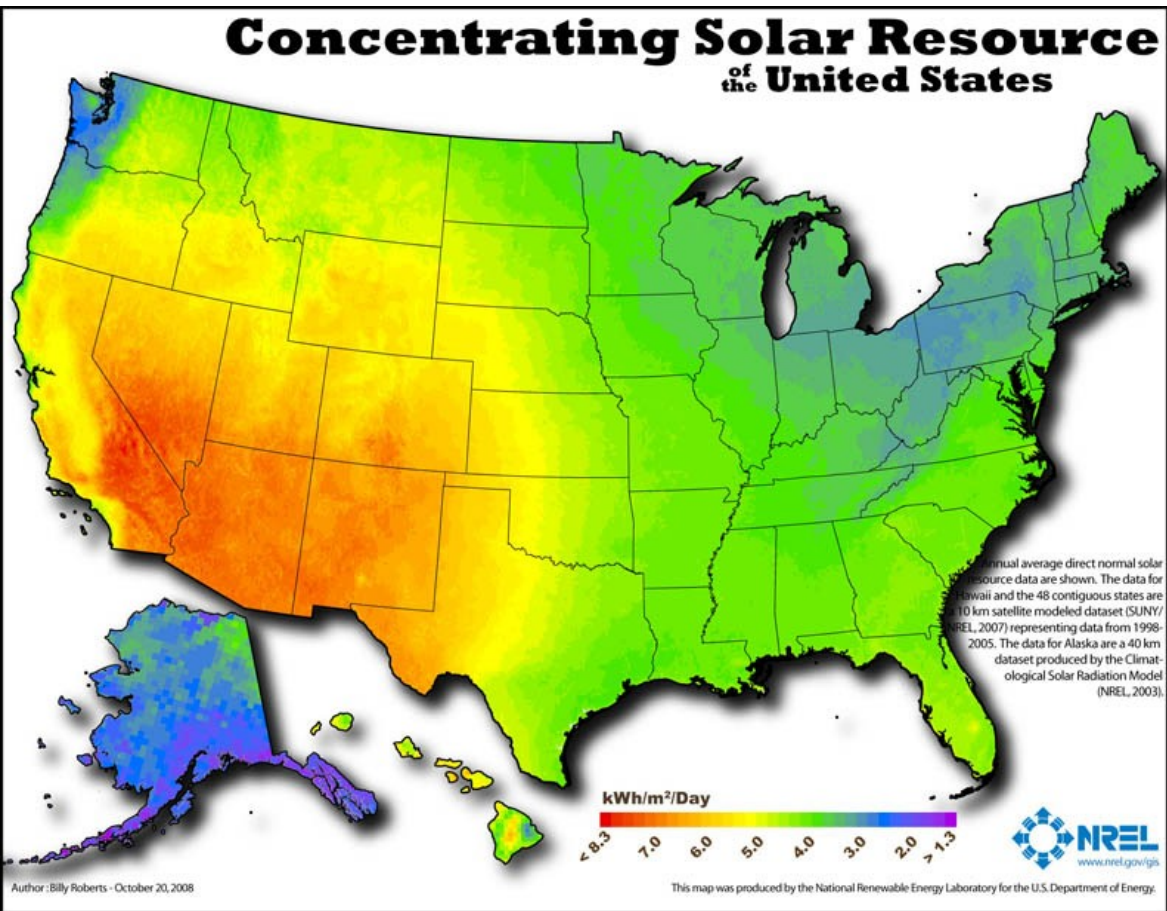 Concentrating Solar Resource
of the United States
Annual average direct normal solar
resource data are shown. The data for
Hawaii and the 48 contiguous states are
a 10 km satellite modeled dataset (SUNY/
NREL, 2007) representing data from 1998-
2005. The data for Alaska are a 40 km
dataset produced by the Climat-
ological Solar Radiation Model
(NREL, 2003).
kWh/m²/Day
< 8.3 7.0 6.0 5.0 4.0 3.0 2.0 > 1.3
NREL
www.nrel.gov/gis
Author : Billy Roberts - October 20, 2008
This map was produced by the National Renewable Energy Laboratory for the U.S. Department of Energy.